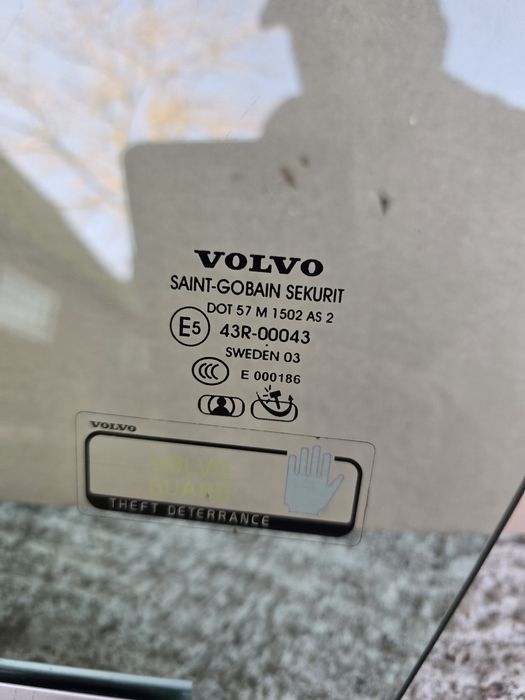 VOLVO
SAINT-GOBAIN SEKURIT
DOT 57 M 1502 AS 2
E5 43R-00043
SWEDEN 03
CCC E 000186
VOLVO
VOLVO
GUARD
THEFT DETERRANCE